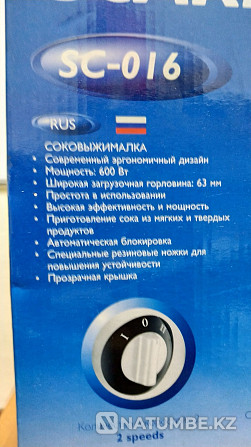 SC-016
RUS
СОКОВЫЖИМАЛКА
• Современный эргономичный дизайн
• Мощность: 600 Вт
• Широкая загрузочная горловина: 63 мм
• Простота в использовании
• Высокая эффективность и мощность
• Приготовление сока из мягких и твердых
продуктов
• Автоматическая блокировка
• Специальные резиновые ножки для
повышения устойчивости
• Прозрачная крышка
I O II
2 speeds
NATUMBE.KZ